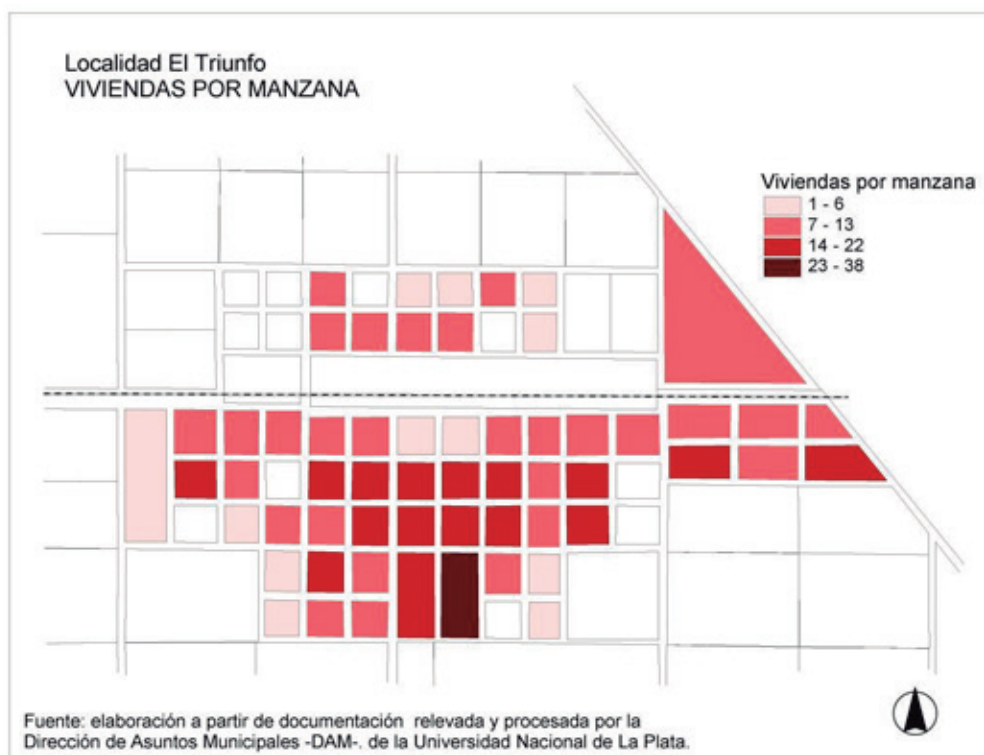 Localidad El Triunfo
VIVIENDAS POR MANZANA
Viviendas por manzana
1 - 6
7 - 13
14 - 22
23 - 38
Fuente: elaboración a partir de documentación relevada y procesada por la
Dirección de Asuntos Municipales -DAM-. de la Universidad Nacional de La Plata.